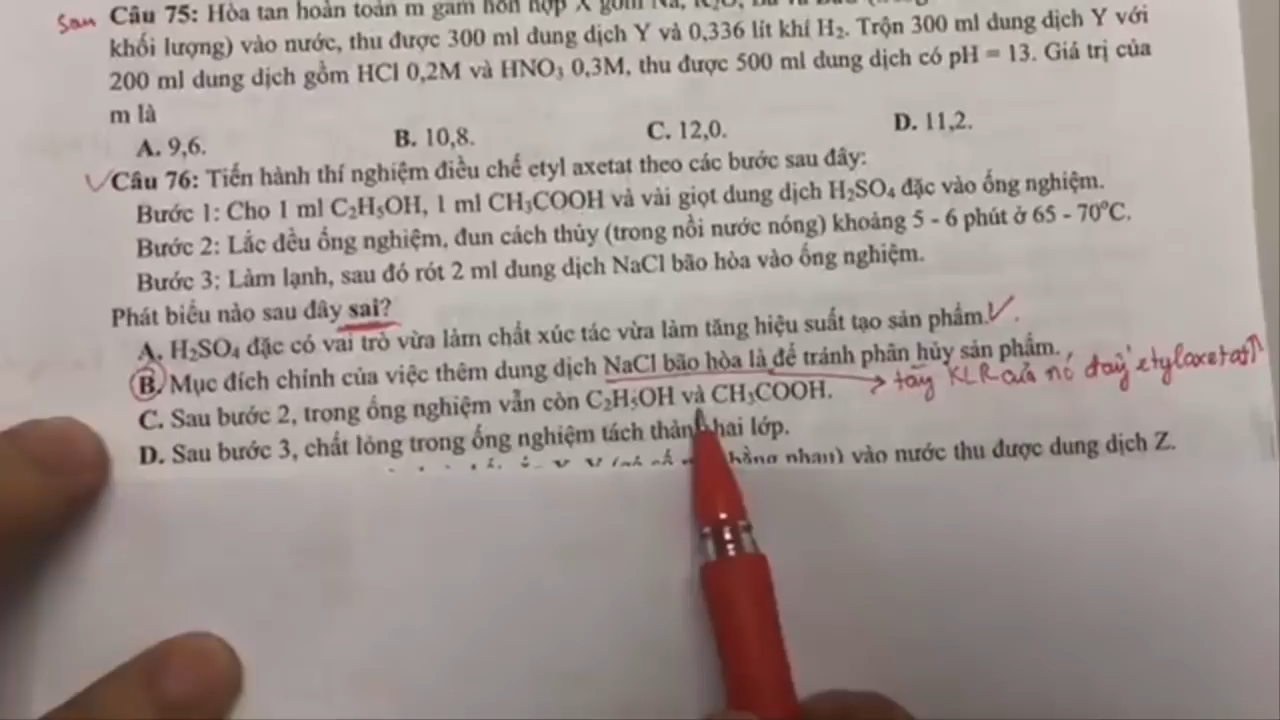 San Câu 75: Hòa tan hoàn toàn m gam hỗn hợp X gồm Na,
khối lượng) vào nước, thu được 300 ml dung dịch Y và 0,336 lít khí H₂. Trộn 300 ml dung dịch Y với
200 ml dung dịch gồm HCl 0,2M và HNO₃ 0,3M, thu được 500 ml dung dịch có pH = 13. Giá trị của
m là
A. 9,6. B. 10,8. C. 12,0. D. 11,2.
Câu 76: Tiến hành thí nghiệm điều chế etyl axetat theo các bước sau đây:
Bước 1: Cho 1 ml C₂H₅OH, 1 ml CH₃COOH và vài giọt dung dịch H₂SO₄ đặc vào ống nghiệm.
Bước 2: Lắc đều ống nghiệm, đun cách thủy (trong nồi nước nóng) khoảng 5 - 6 phút ở 65 - 70°C.
Bước 3: Làm lạnh, sau đó rót 2 ml dung dịch NaCl bão hòa vào ống nghiệm.
Phát biểu nào sau đây sai?
A. H₂SO₄ đặc có vai trò vừa làm chất xúc tác vừa làm tăng hiệu suất tạo sản phẩm.
B. Mục đích chính của việc thêm dung dịch NaCl bão hòa là để tránh phân hủy sản phẩm.
→ tăng KLR của nó, đẩy etylaxetat↑
C. Sau bước 2, trong ống nghiệm vẫn còn C₂H₅OH và CH₃COOH.
D. Sau bước 3, chất lỏng trong ống nghiệm tách thành hai lớp.
bằng nhau) vào nước thu được dung dịch Z.